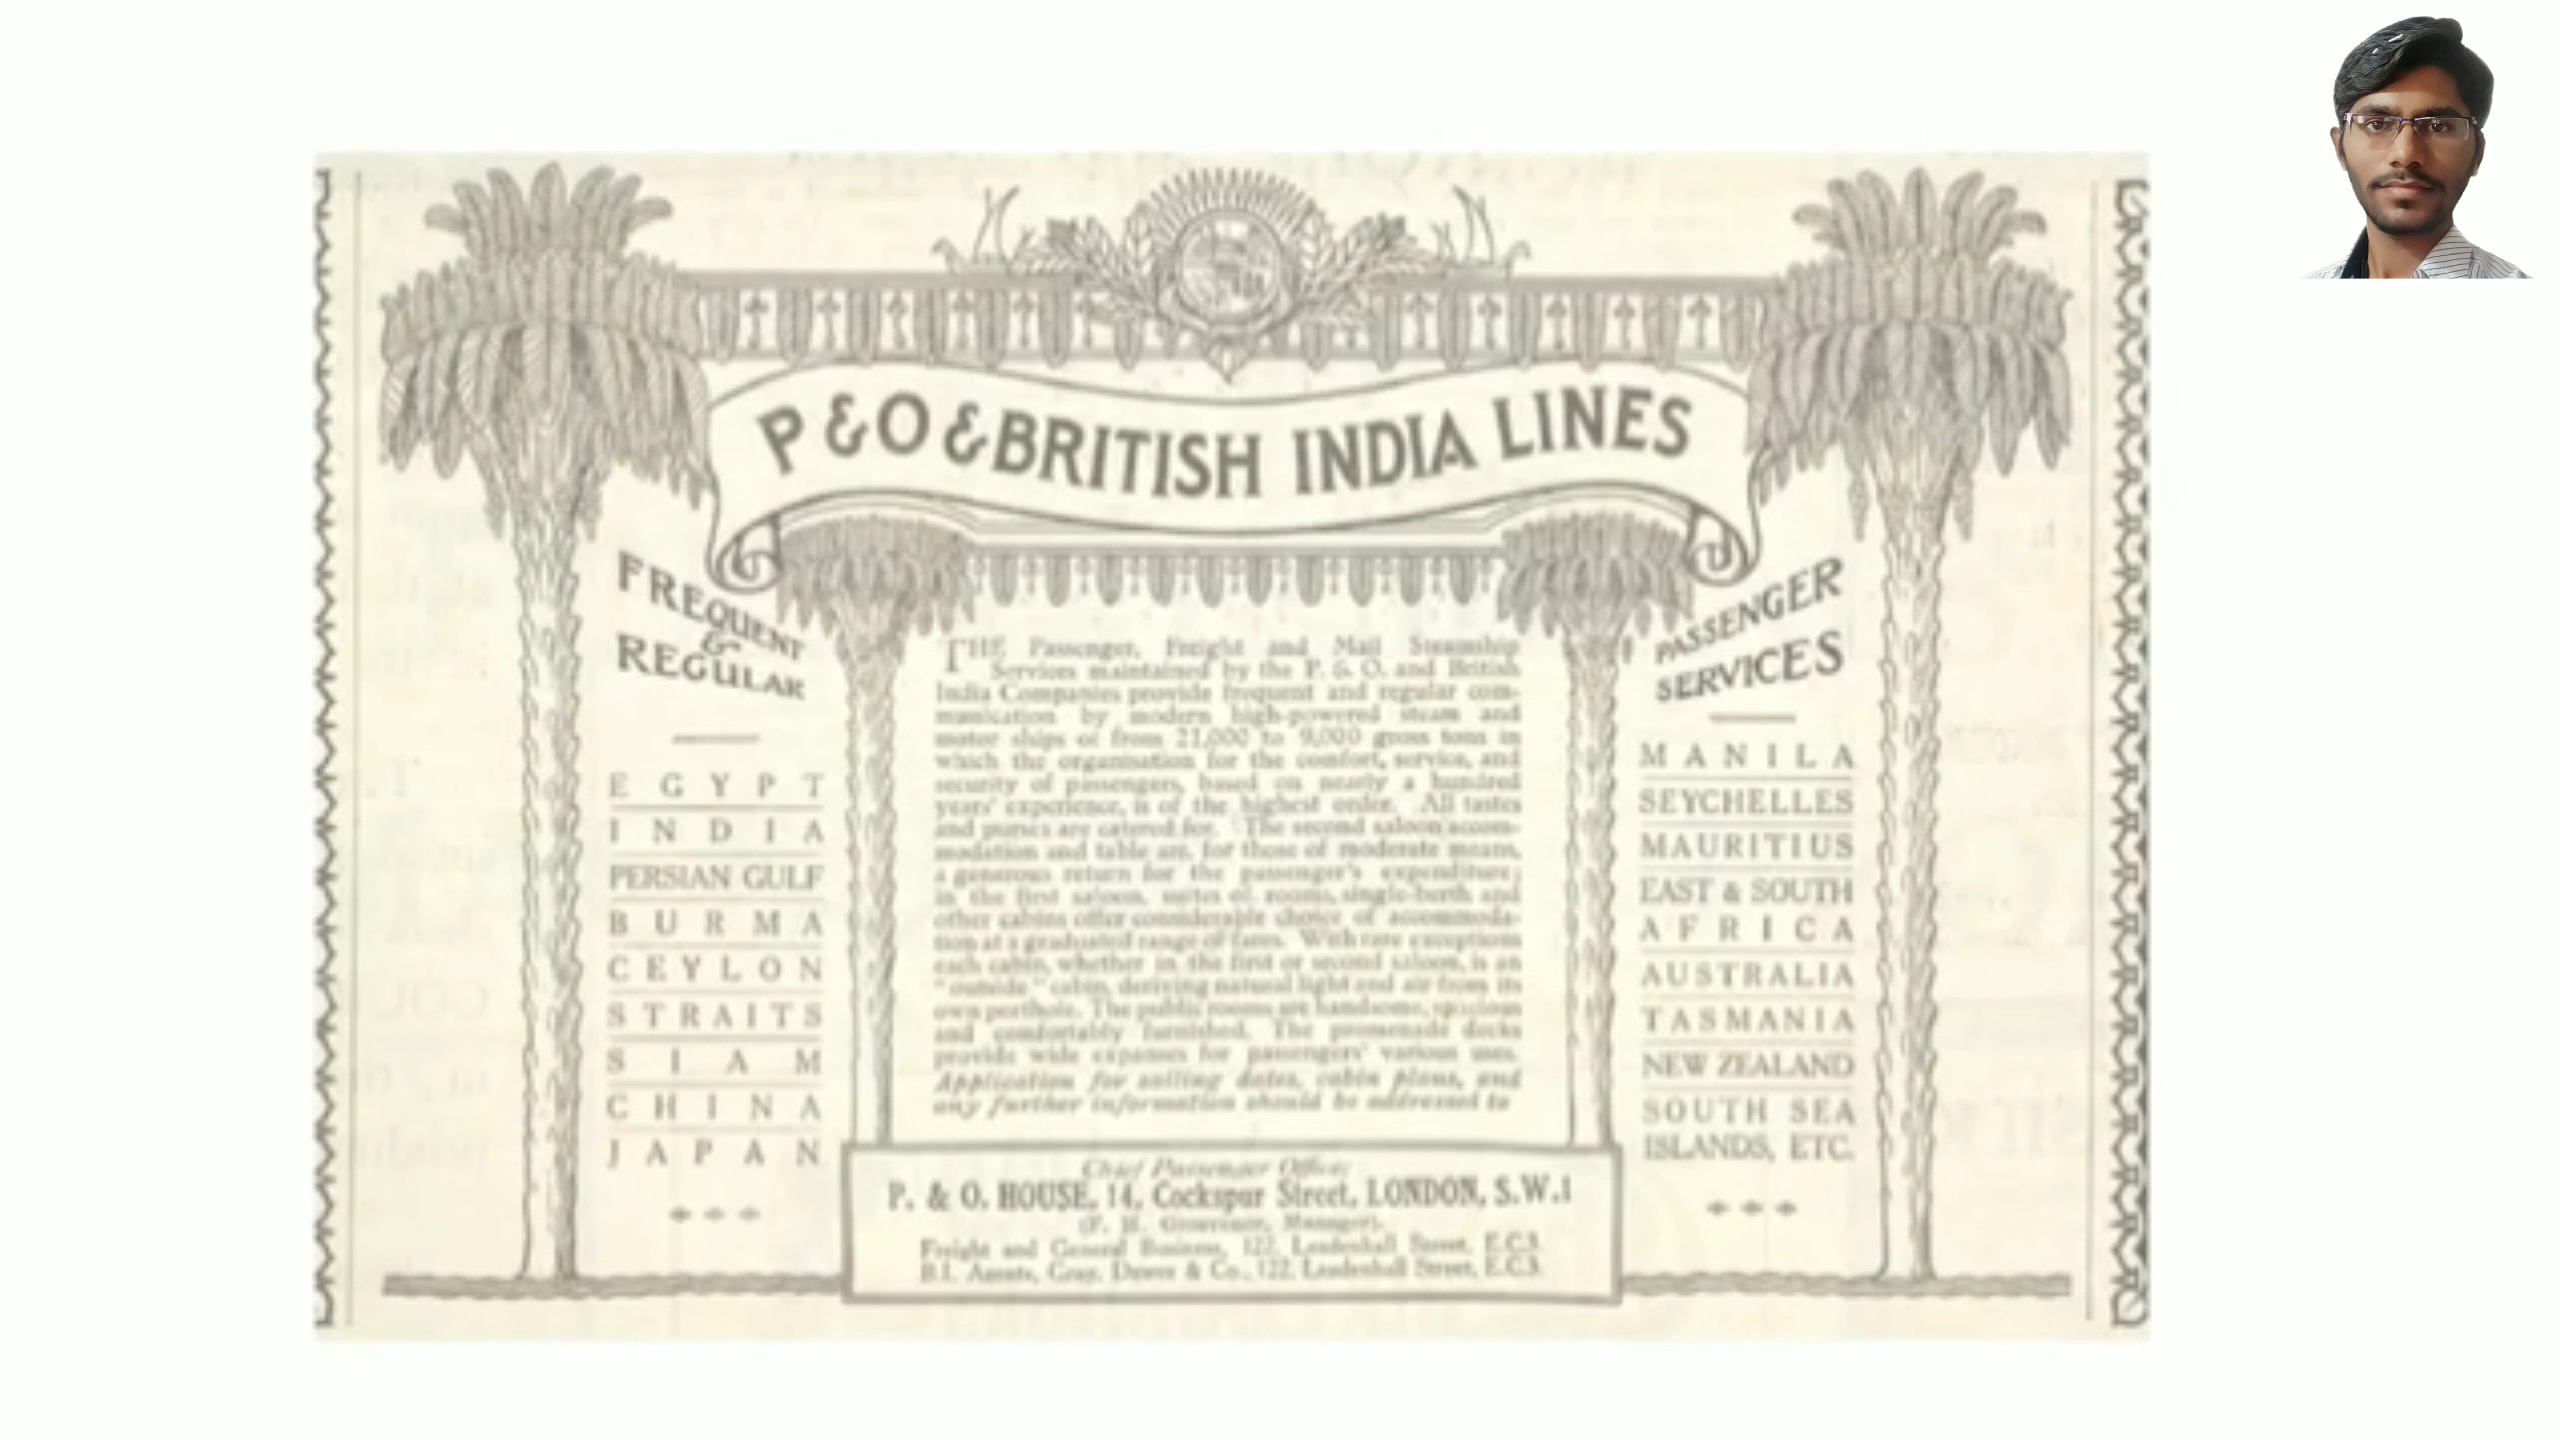 P & O & BRITISH INDIA LINES
FREQUENT
&
REGULAR
EGYPT
INDIA
PERSIAN GULF
BURMA
CEYLON
STRAITS
SIAM
CHINA
JAPAN
THE Passenger, Freight and Mail Steamship
Services maintained by the P. & O. and British
India Companies provide frequent and regular com-
munication by modern high-powered steam and
motor ships of from 21,000 to 9,000 gross tons in
which the organisation for the comfort, service, and
security of passengers, based on nearly a hundred
years' experience, is of the highest order. All tastes
and purses are catered for. The second saloon accom-
modation and table are, for those of moderate means,
a generous return for the passenger's expenditure;
in the first saloon, suites of rooms, single-berth and
other cabins offer considerable choice of accommoda-
tion at a graduated range of fares. With rare exceptions
each cabin, whether in the first or second saloon, is an
"outside" cabin, deriving natural light and air from its
own porthole. The public rooms are handsome, spacious
and comfortably furnished. The promenade decks
provide wide expanses for passengers' various uses.
Application for sailing dates, cabin plans, and
any further information should be addressed to
Chief Passenger Office:
P. & O. HOUSE, 14, Cockspur Street, LONDON, S.W.1
(F. H. Grosvenor, Manager).
Freight and General Business, 122, Leadenhall Street, E.C.3.
B.I. Agents, Gray, Dawes & Co., 122, Leadenhall Street, E.C.3.
PASSENGER
SERVICES
MANILA
SEYCHELLES
MAURITIUS
EAST & SOUTH
AFRICA
AUSTRALIA
TASMANIA
NEW ZEALAND
SOUTH SEA
ISLANDS, ETC.